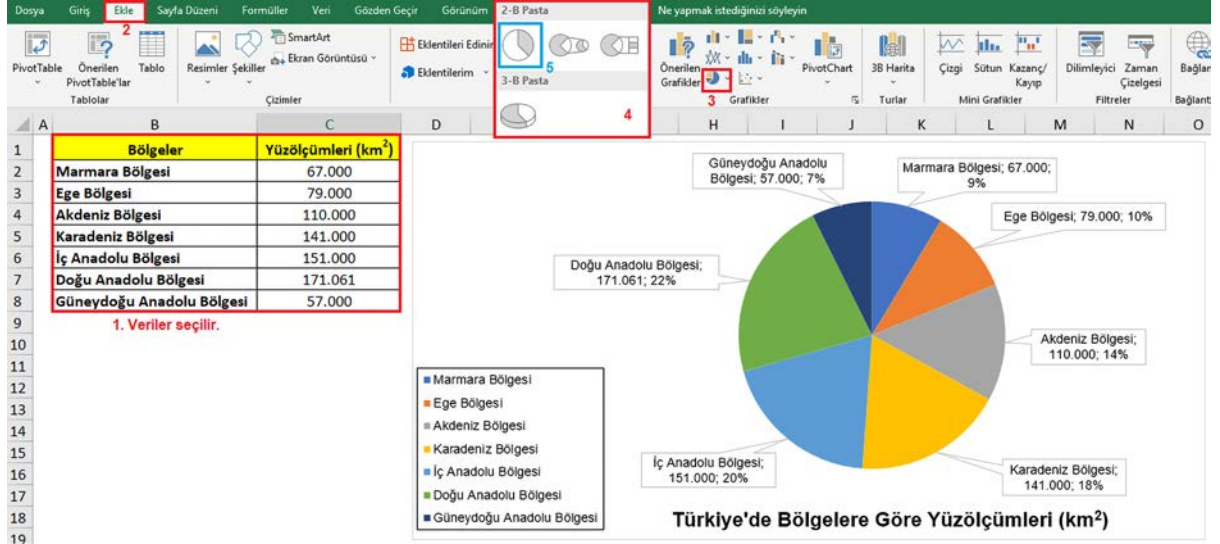 Dosya Giriş Ekle Sayfa Düzeni Formüller Veri Gözden Geçir Görünüm 2-B Pasta Ne yapmak istediğinizi söyleyin
2
SmartArt
Ekran Görüntüsü
Eklentileri Edinin
Eklentilerim
5
3-B Pasta
4
PivotTable
Önerilen
PivotTable'lar
Tablo
Resimler
Şekiller
Önerilen
Grafikler
3
PivotChart
3B Harita
Çizgi
Sütun
Kazanç/
Kayıp
Dilimleyici
Zaman
Çizelgesi
Tablolar Çizimler Grafikler Turlar Mini Grafikler Filtreler
A B C D H I J K L M N O
1 Bölgeler Yüzölçümleri (km²)
2 Marmara Bölgesi 67.000
3 Ege Bölgesi 79.000
4 Akdeniz Bölgesi 110.000
5 Karadeniz Bölgesi 141.000
6 İç Anadolu Bölgesi 151.000
7 Doğu Anadolu Bölgesi 171.061
8 Güneydoğu Anadolu Bölgesi 57.000
9 1. Veriler seçilir.
10
11
12
13
14
15
16
17
18
19
Güneydoğu Anadolu
Bölgesi; 57.000; 7%
Marmara Bölgesi; 67.000;
9%
Ege Bölgesi; 79.000; 10%
Doğu Anadolu Bölgesi;
171.061; 22%
Akdeniz Bölgesi;
110.000; 14%
İç Anadolu Bölgesi;
151.000; 20%
Karadeniz Bölgesi;
141.000; 18%
Marmara Bölgesi
Ege Bölgesi
Akdeniz Bölgesi
Karadeniz Bölgesi
İç Anadolu Bölgesi
Doğu Anadolu Bölgesi
Güneydoğu Anadolu Bölgesi
Türkiye'de Bölgelere Göre Yüzölçümleri (km²)